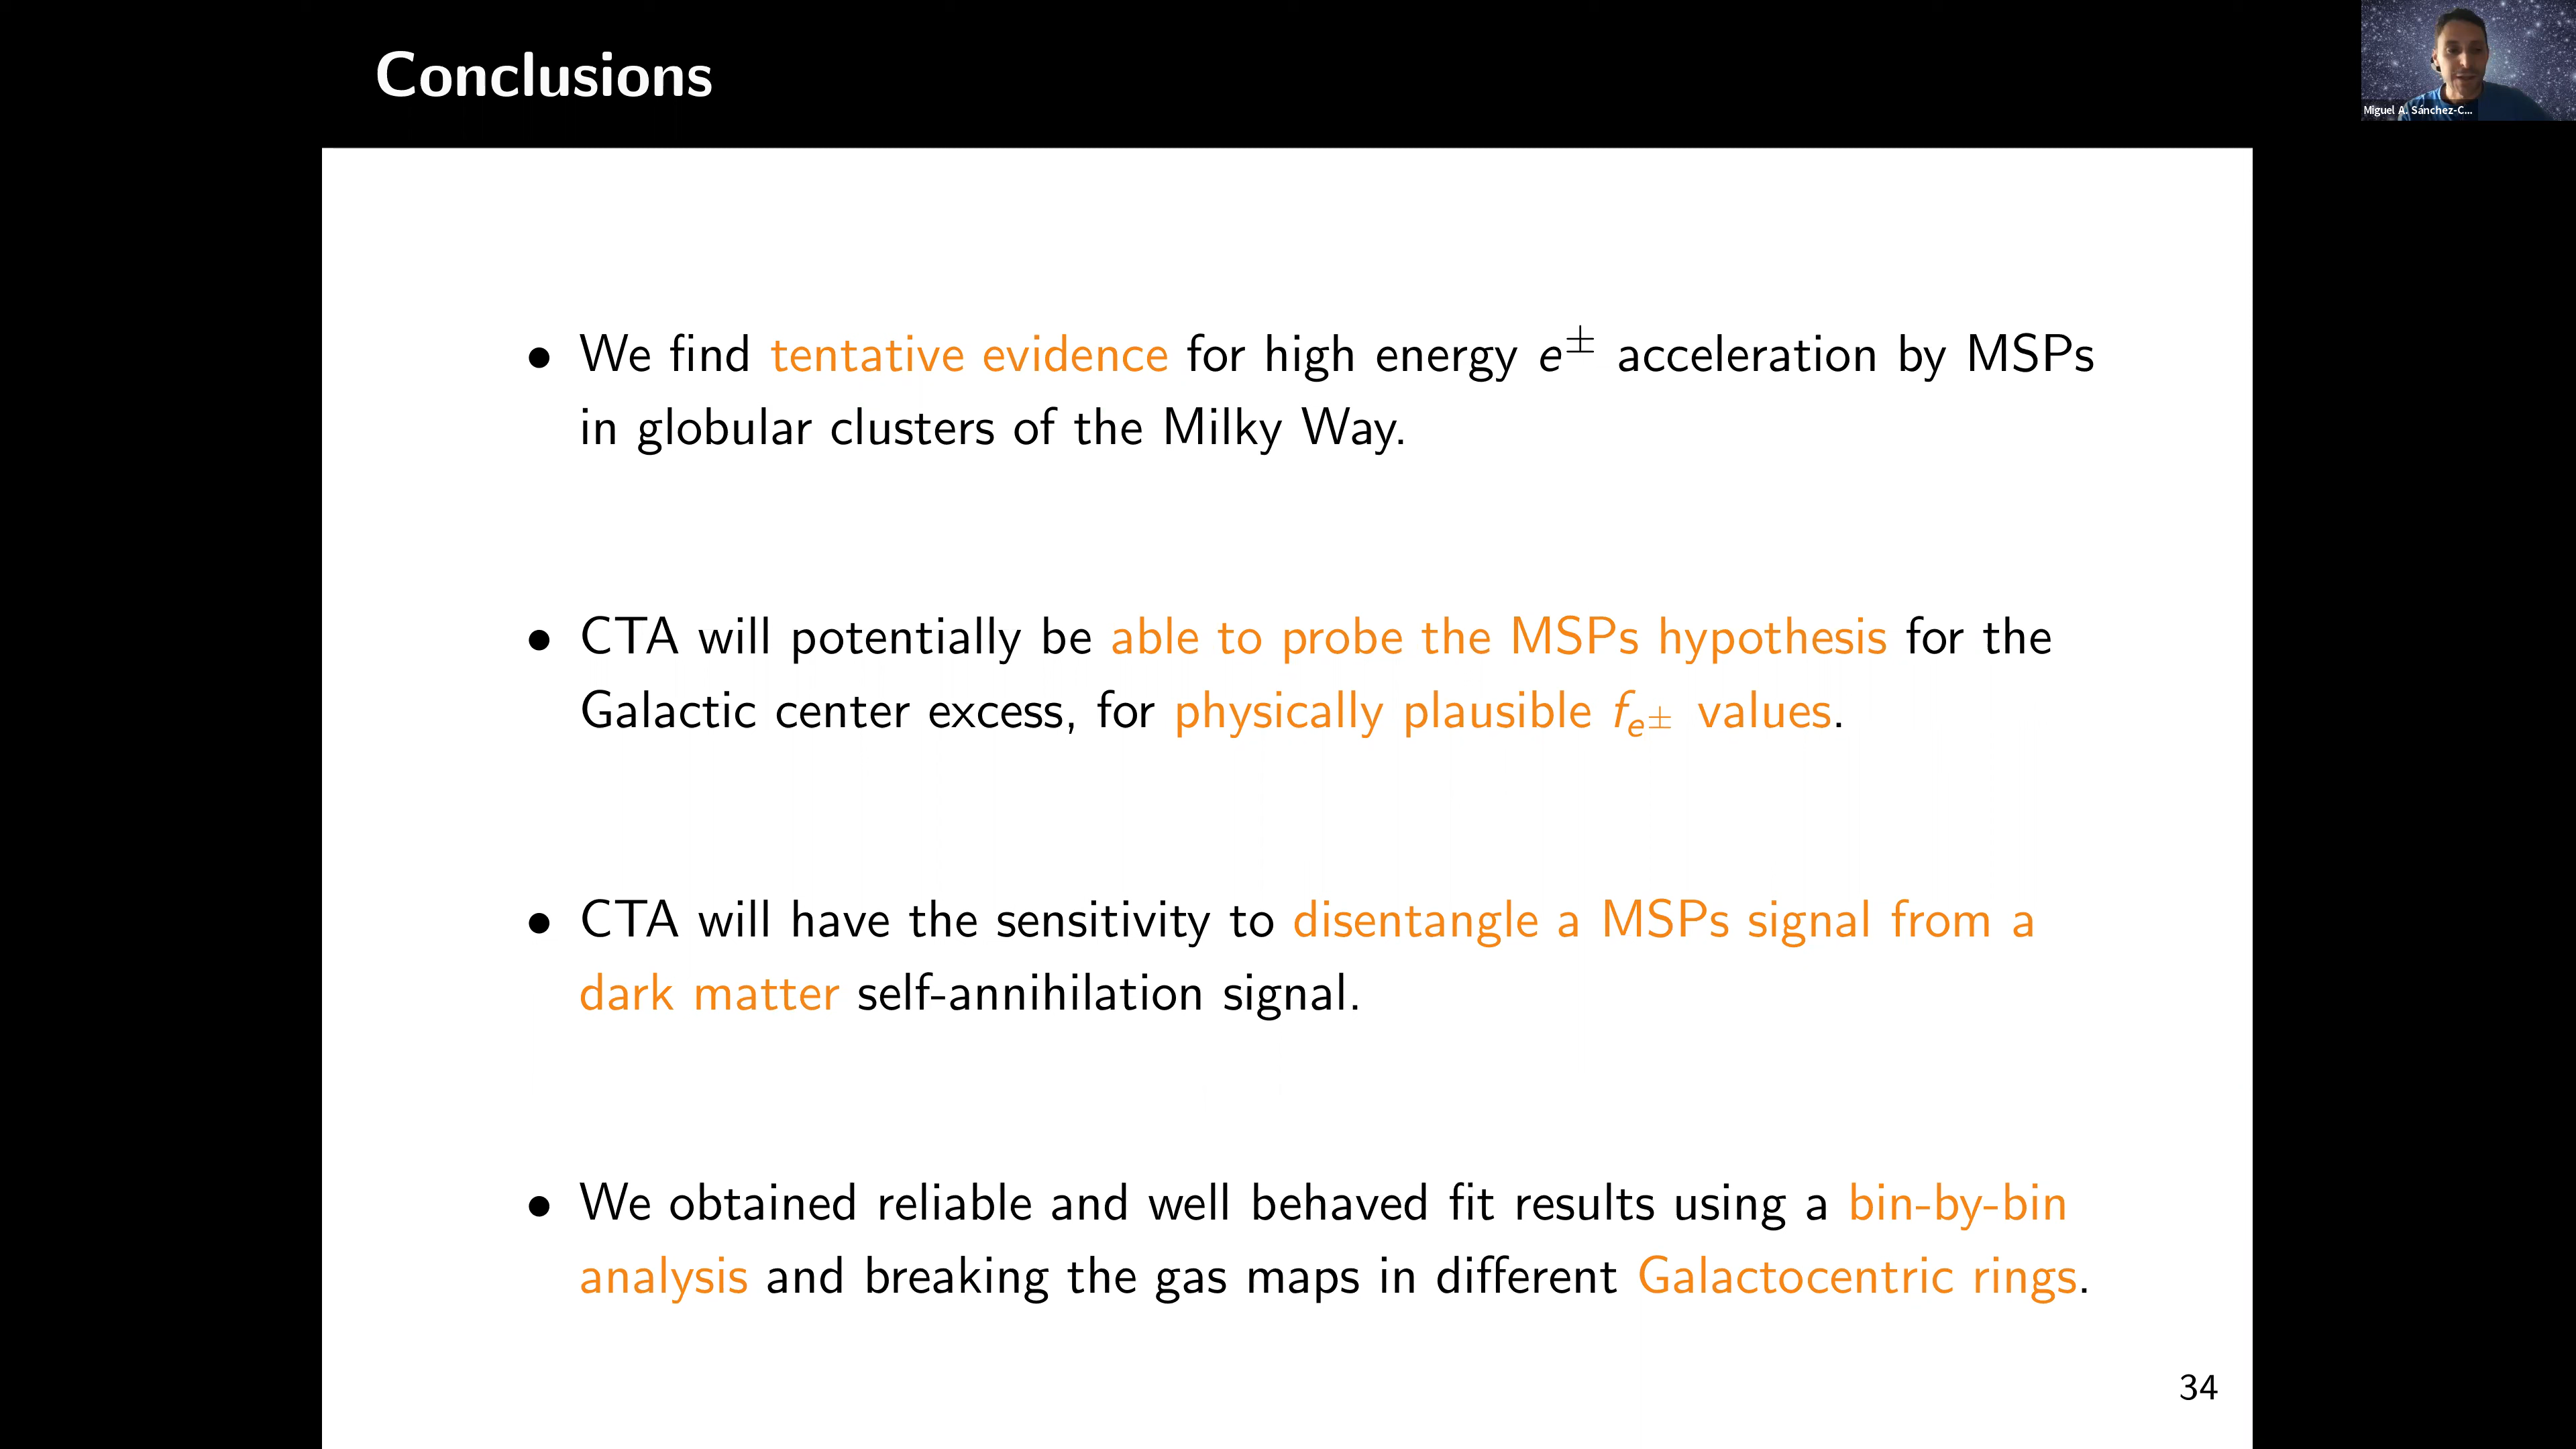 Conclusions
Miguel A. Sánchez-C...
• We find tentative evidence for high energy e± acceleration by MSPs
in globular clusters of the Milky Way.
• CTA will potentially be able to probe the MSPs hypothesis for the
Galactic center excess, for physically plausible fe± values.
• CTA will have the sensitivity to disentangle a MSPs signal from a
dark matter self-annihilation signal.
• We obtained reliable and well behaved fit results using a bin-by-bin
analysis and breaking the gas maps in different Galactocentric rings.
34